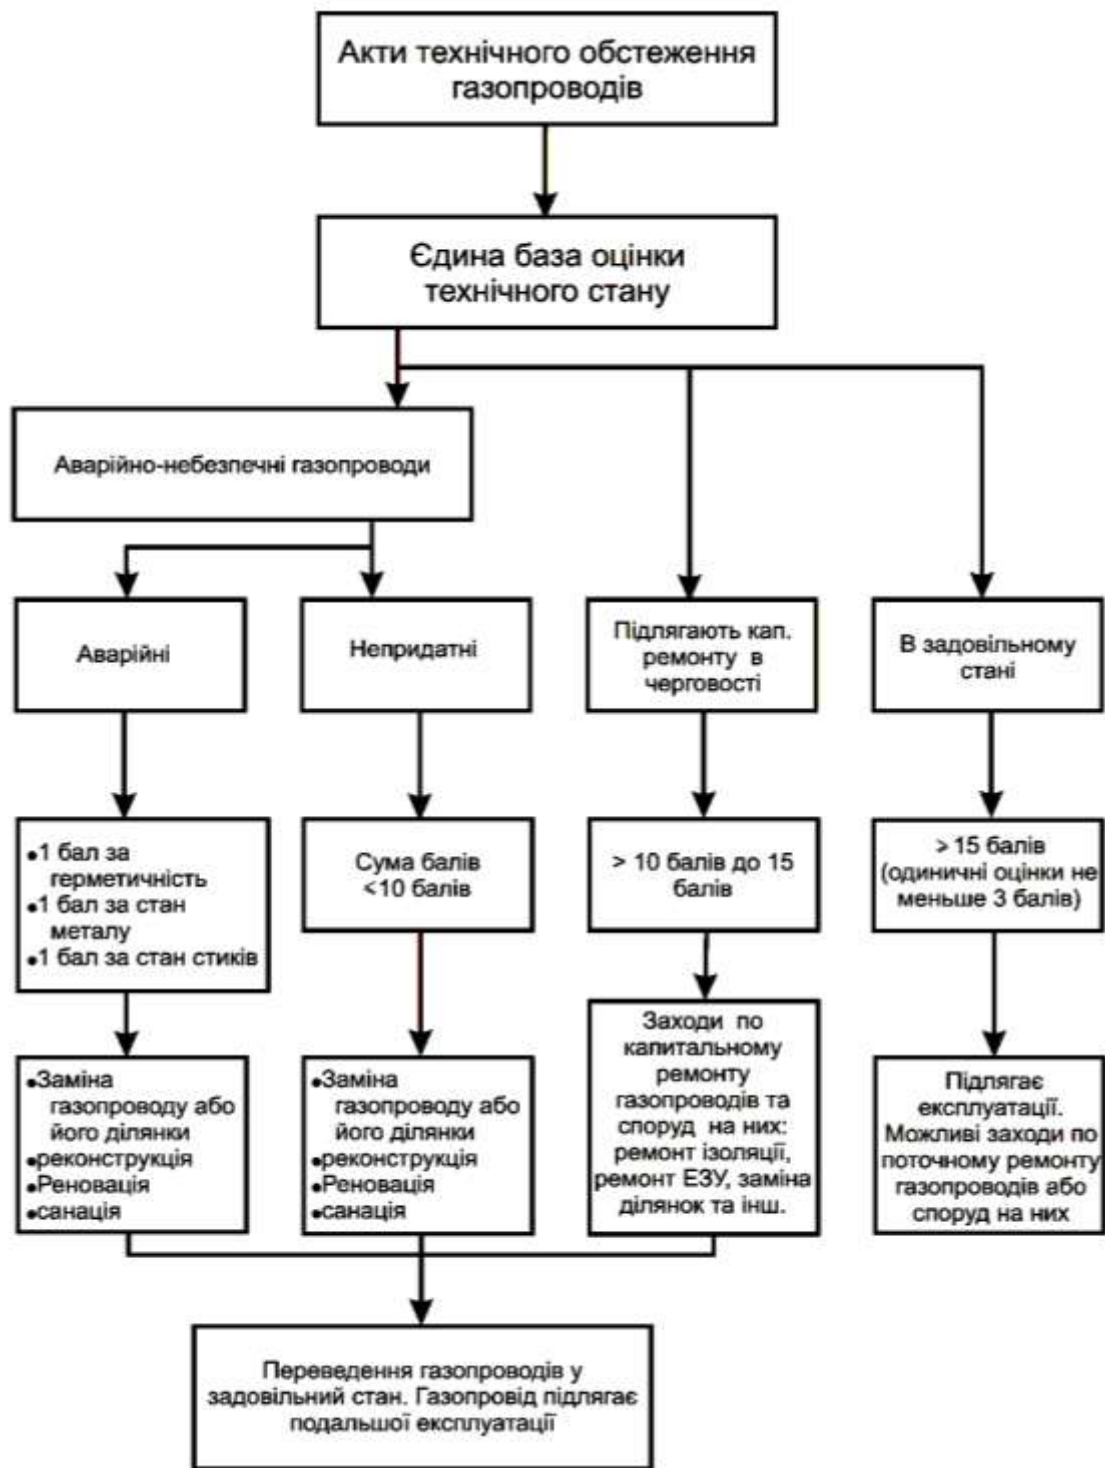 Акти технічного обстеження
газопроводів
Єдина база оцінки
технічного стану
Аварійно-небезпечні газопроводи
Аварійні
Непридатні
Підлягають кап.
ремонту в
черговості
В задовільному
стані
•1 бал за
герметичність
•1 бал за стан
металу
•1 бал за стан стиків
Сума балів
<10 балів
> 10 балів до 15
балів
> 15 балів
(одиничні оцінки не
меньше 3 балів)
•Заміна
газопроводу або
його ділянки
•реконструкція
•Реновація
•санація
•Заміна
газопроводу або
його ділянки
•реконструкція
•Реновація
•санація
Заходи по
капитальному
ремонту
газопроводів та
споруд на них:
ремонт ізоляції,
ремонт ЕЗУ, заміна
ділянок та інш.
Підлягає
експлуатації.
Можливі заходи по
поточному ремонту
газопроводів або
споруд на них
Переведення газопроводів у
задовільний стан. Газопровід підлягає
подальшої експлуатації